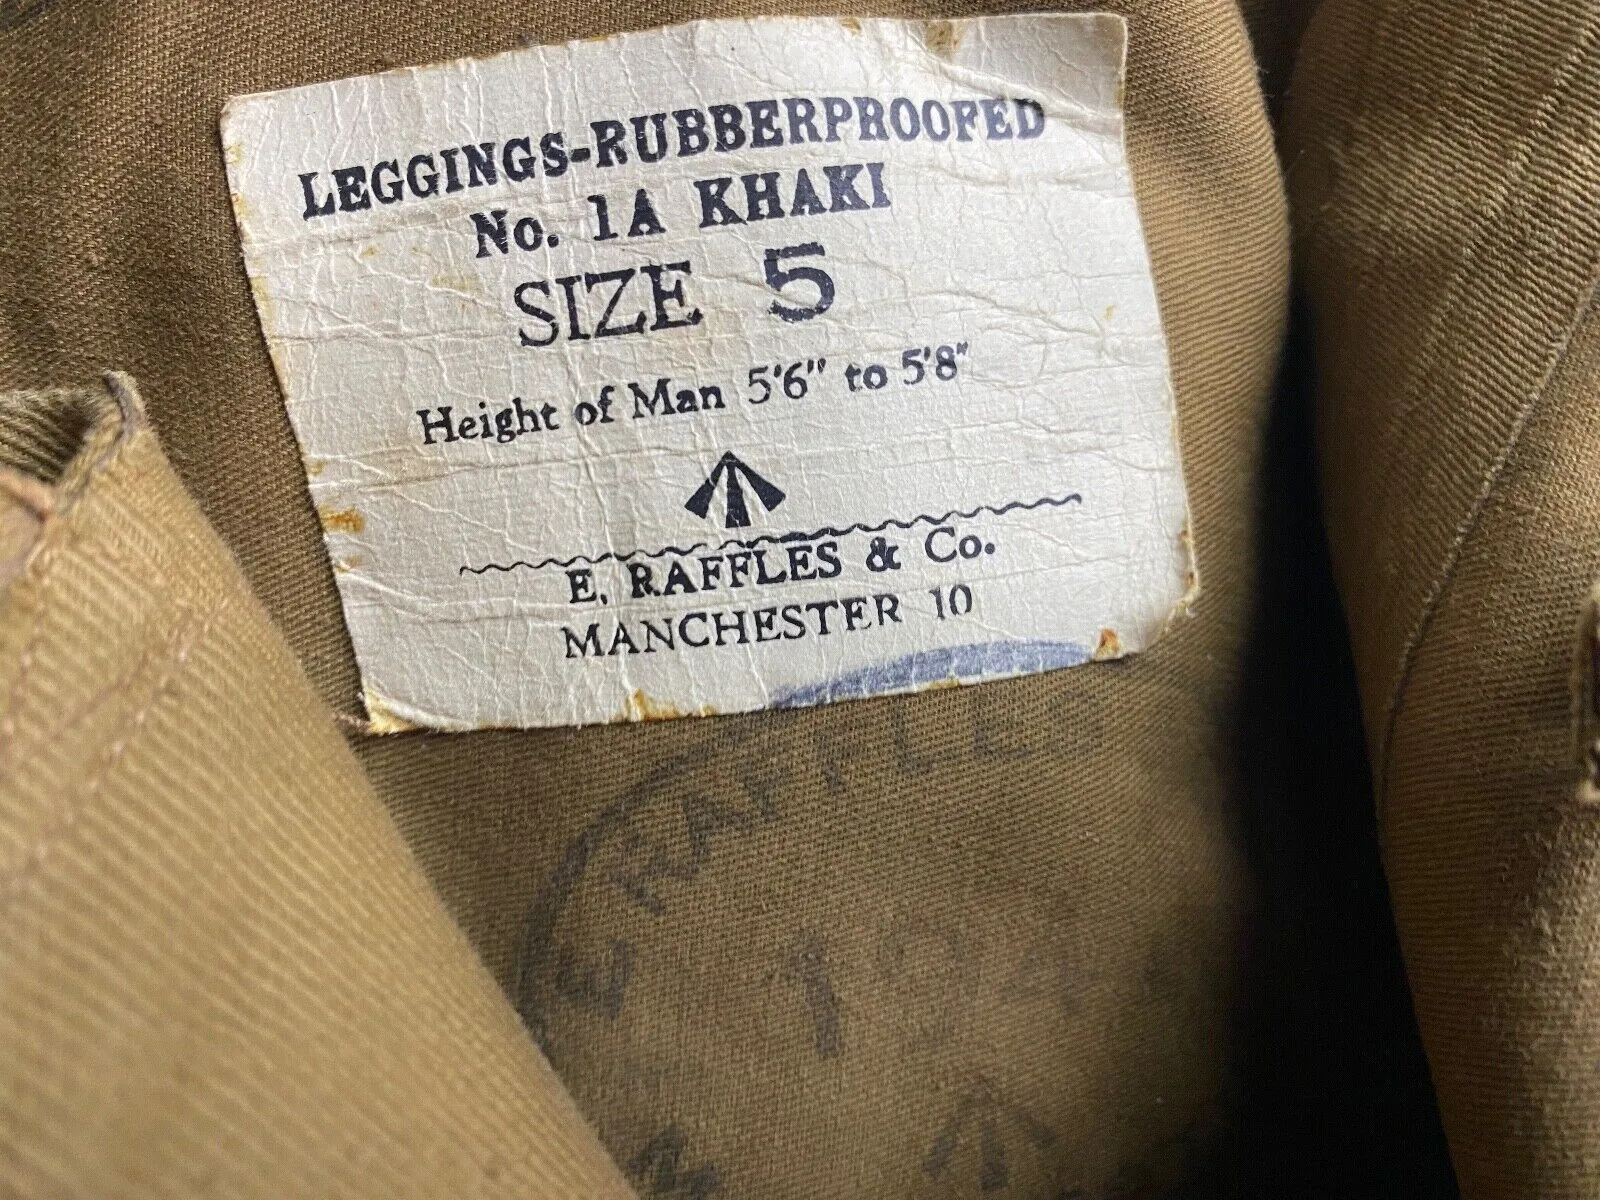 LEGGINGS-RUBBERPROOFED
No. 1A KHAKI
SIZE 5
Height of Man 5'6" to 5'8"
E. RAFFLES & Co.
MANCHESTER 10
E RAFFLES